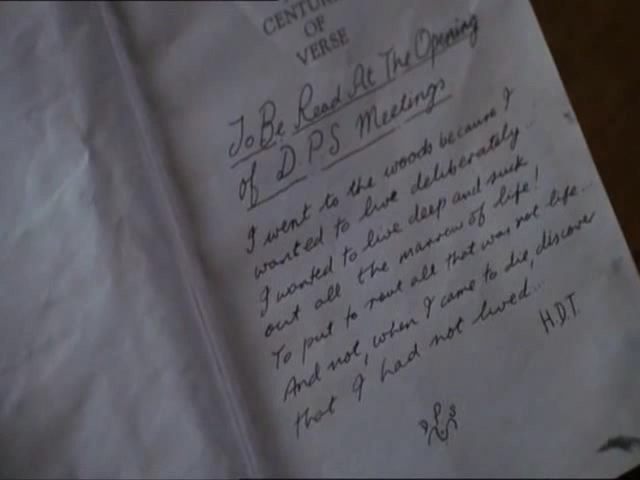 CENTURIES
OF
VERSE
To Be Read At The Opening
of D.P.S Meetings
I went to the woods because I
wanted to live deliberately
I wanted to live deep and suck
out all the marrow of life!
To put to rout all that was not life...
And not, when I came to die, discover
that I had not lived...
H.D.T.
D P S